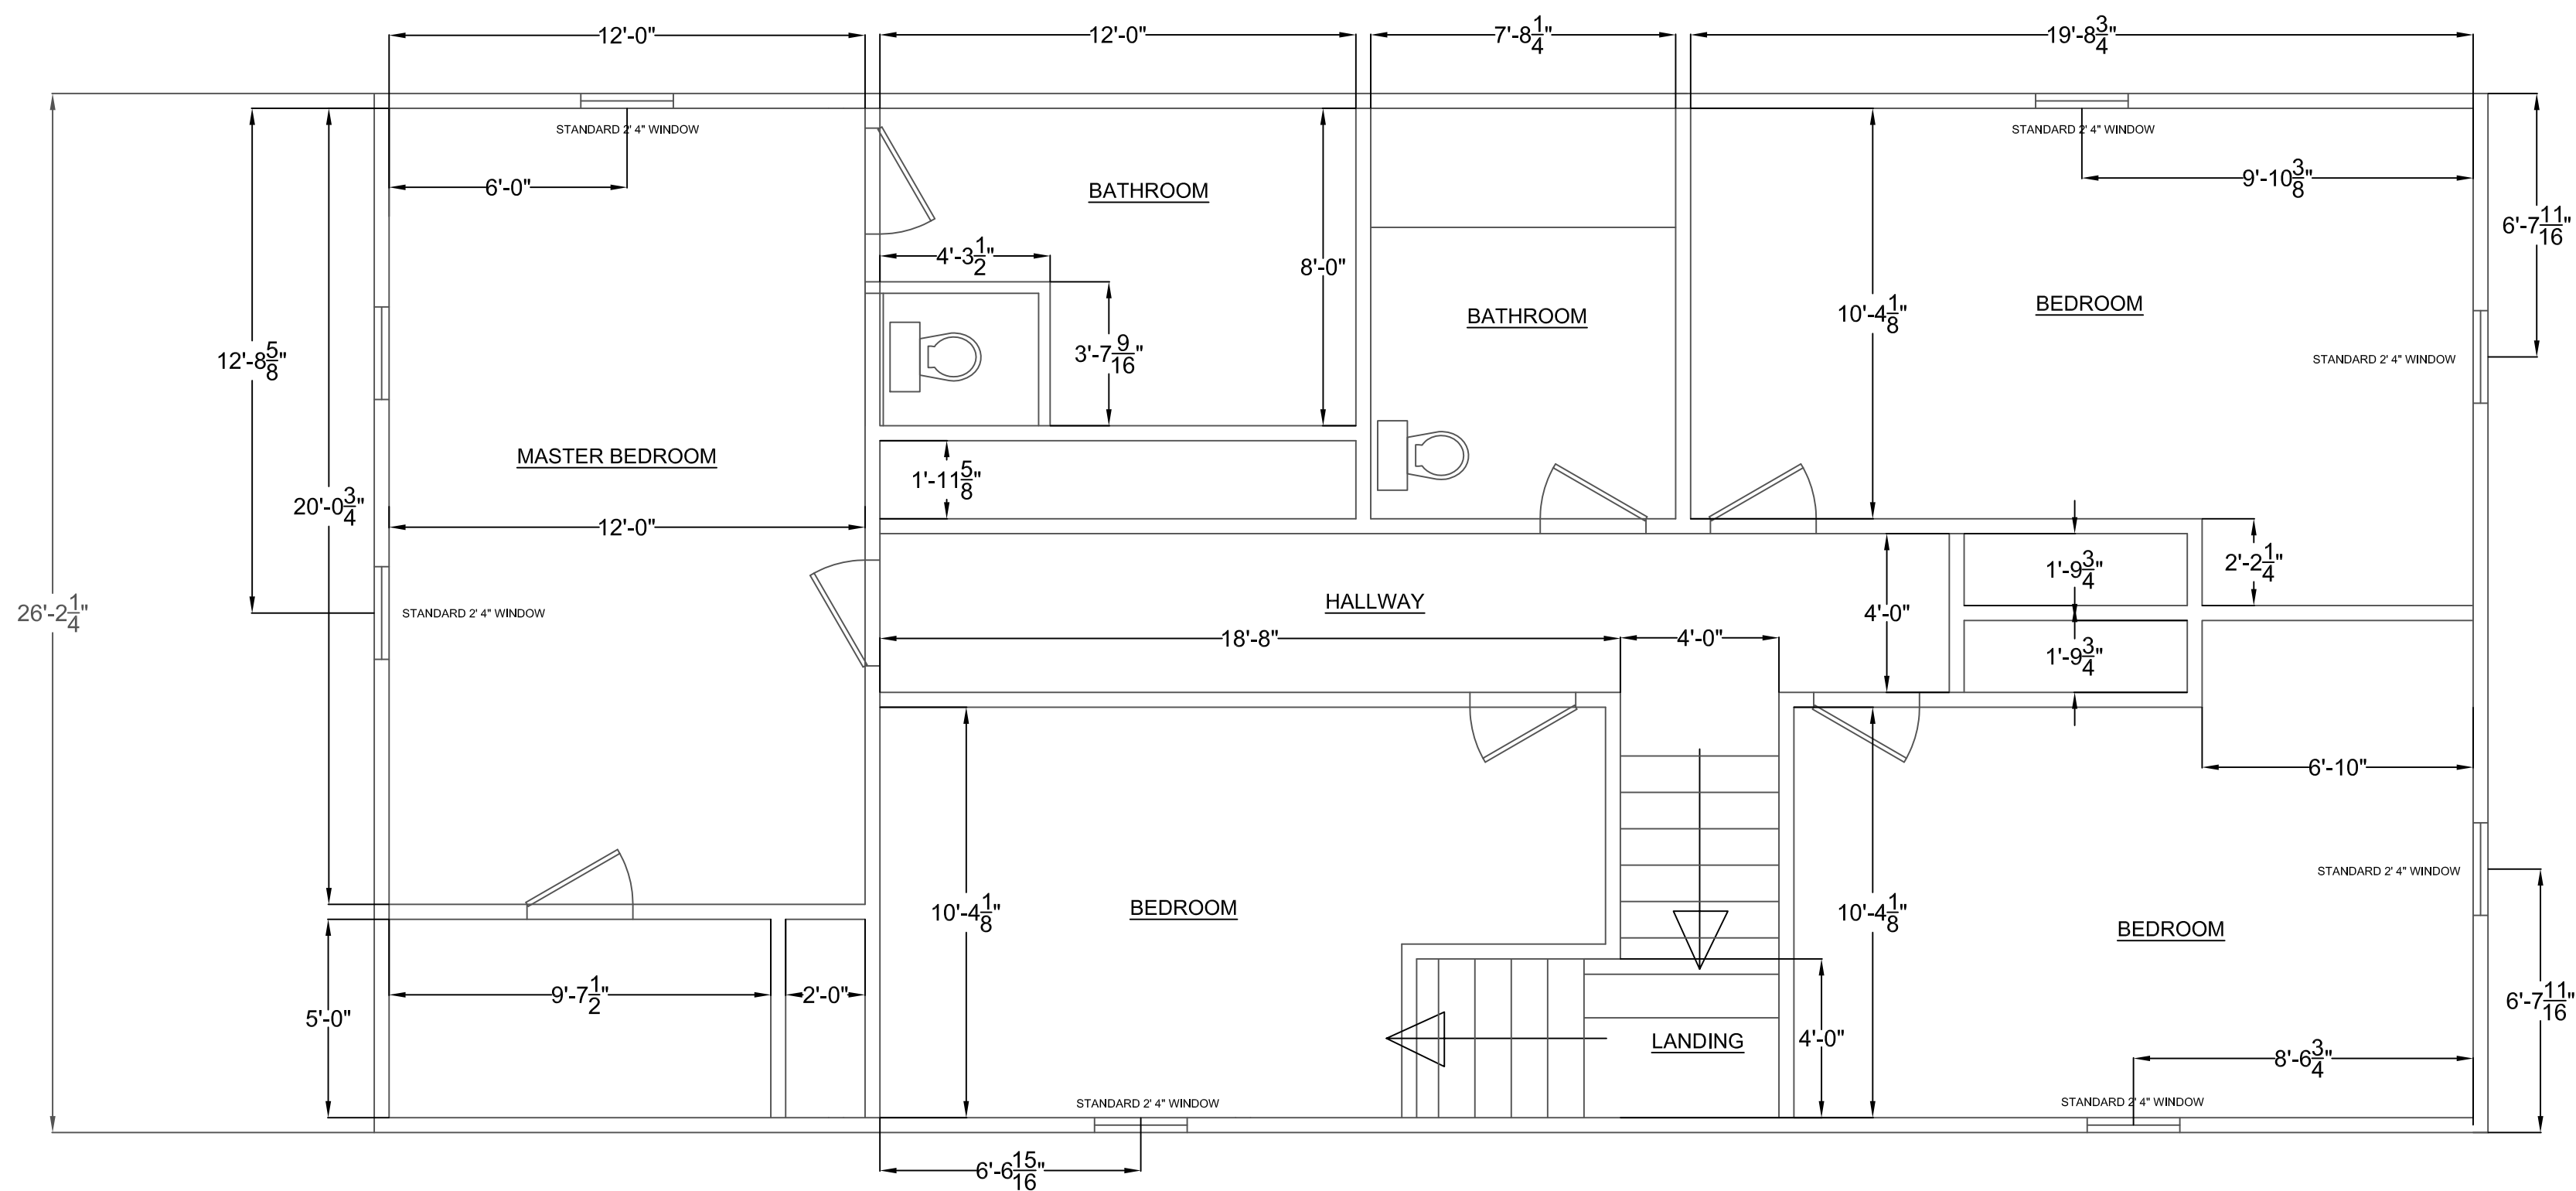 12'-0"
12'-0"
7'-8 1/4"
19'-8 3/4"
STANDARD 2' 4" WINDOW
STANDARD 2' 4" WINDOW
6'-0"
BATHROOM
9'-10 3/8"
6'-7 11/16"
4'-3 1/2"
8'-0"
BATHROOM
10'-4 1/8"
BEDROOM
12'-8 5/8"
3'-7 9/16"
STANDARD 2' 4" WINDOW
MASTER BEDROOM
1'-11 5/8"
20'-0 3/4"
12'-0"
26'-2 1/4"
STANDARD 2' 4" WINDOW
HALLWAY
4'-0"
1'-9 3/4"
2'-2 1/4"
18'-8"
4'-0"
1'-9 3/4"
6'-10"
10'-4 1/8"
BEDROOM
10'-4 1/8"
STANDARD 2' 4" WINDOW
BEDROOM
9'-7 1/2"
2'-0"
5'-0"
LANDING
4'-0"
6'-7 11/16"
8'-6 3/4"
STANDARD 2' 4" WINDOW
STANDARD 2' 4" WINDOW
6'-6 15/16"